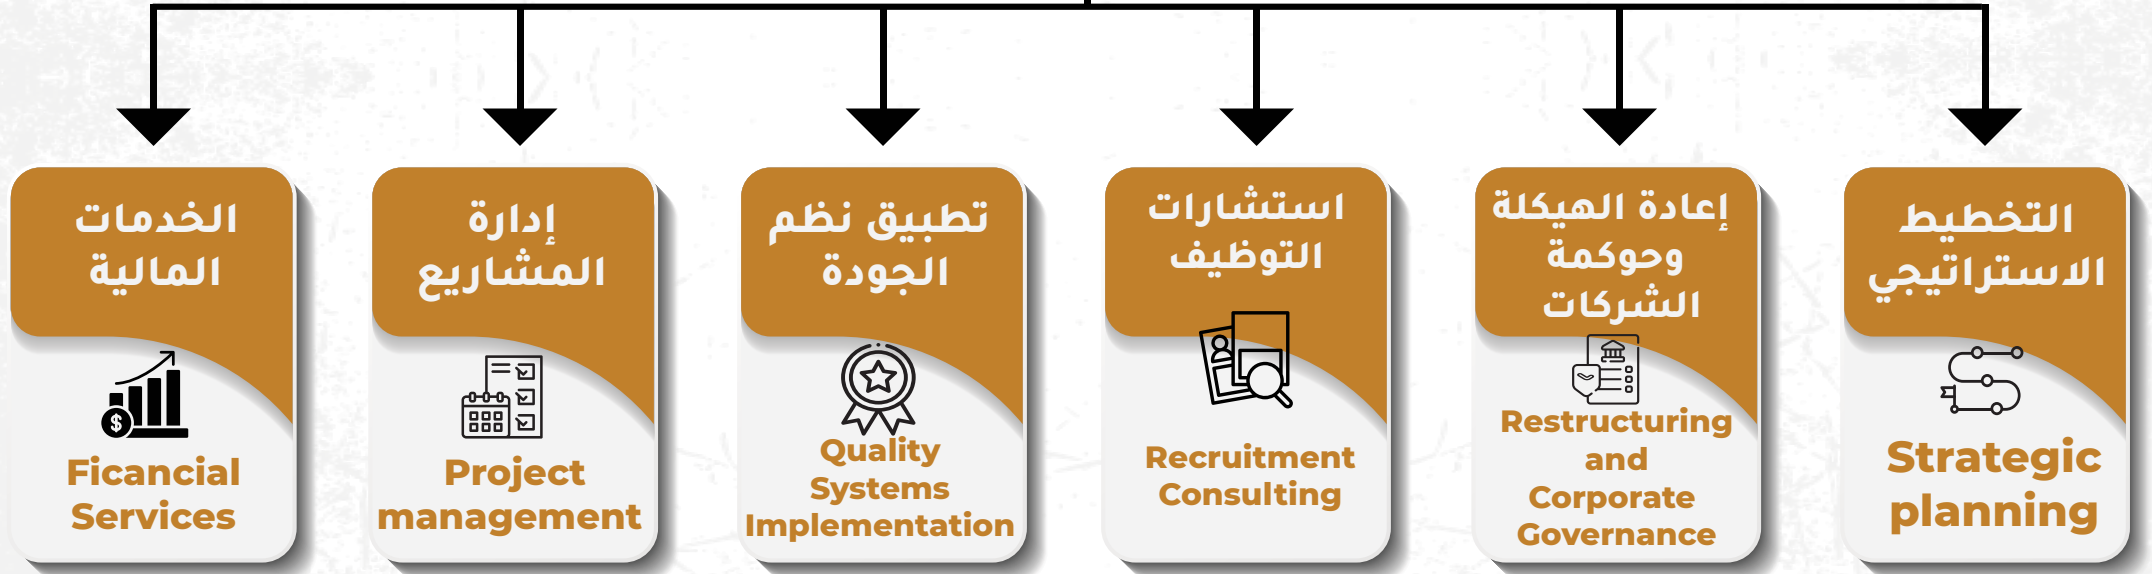 الخدمات
المالية
Ficancial
Services
إدارة
المشاريع
Project
management
تطبيق نظم
الجودة
Quality
Systems
Implementation
استشارات
التوظيف
Recruitment
Consulting
إعادة الهيكلة
وحوكمة
الشركات
Restructuring
and
Corporate
Governance
التخطيط
الاستراتيجي
Strategic
planning